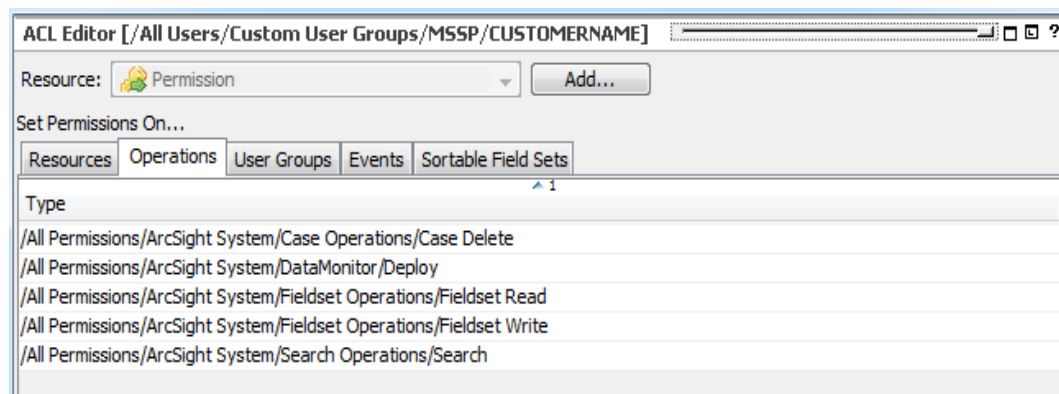 ACL Editor [/All Users/Custom User Groups/MSSP/CUSTOMERNAME] ?
Resource: Permission Add...
Set Permissions On...
Resources Operations User Groups Events Sortable Field Sets
1
Type
/All Permissions/ArcSight System/Case Operations/Case Delete
/All Permissions/ArcSight System/DataMonitor/Deploy
/All Permissions/ArcSight System/Fieldset Operations/Fieldset Read
/All Permissions/ArcSight System/Fieldset Operations/Fieldset Write
/All Permissions/ArcSight System/Search Operations/Search